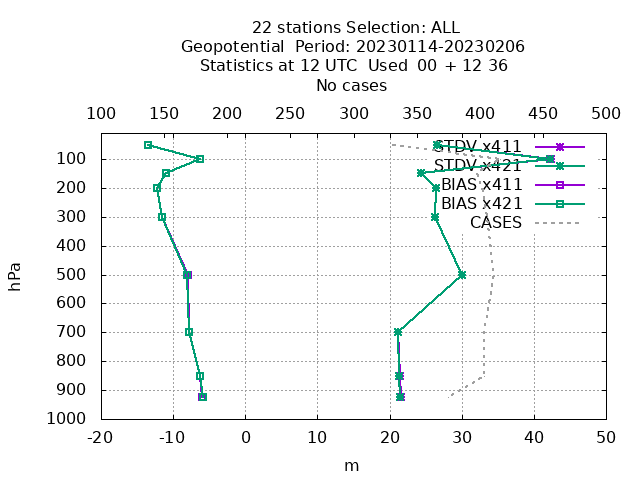 22 stations Selection: ALL
Geopotential  Period: 20230114-20230206
Statistics at 12 UTC  Used  00 + 12 36
No cases
100 150 200 250 300 350 400 450 500
STDV x411
STDV x421
BIAS x411
BIAS x421
CASES
100
200
300
400
500
600
700
800
900
1000
hPa
-20 -10 0 10 20 30 40 50
m